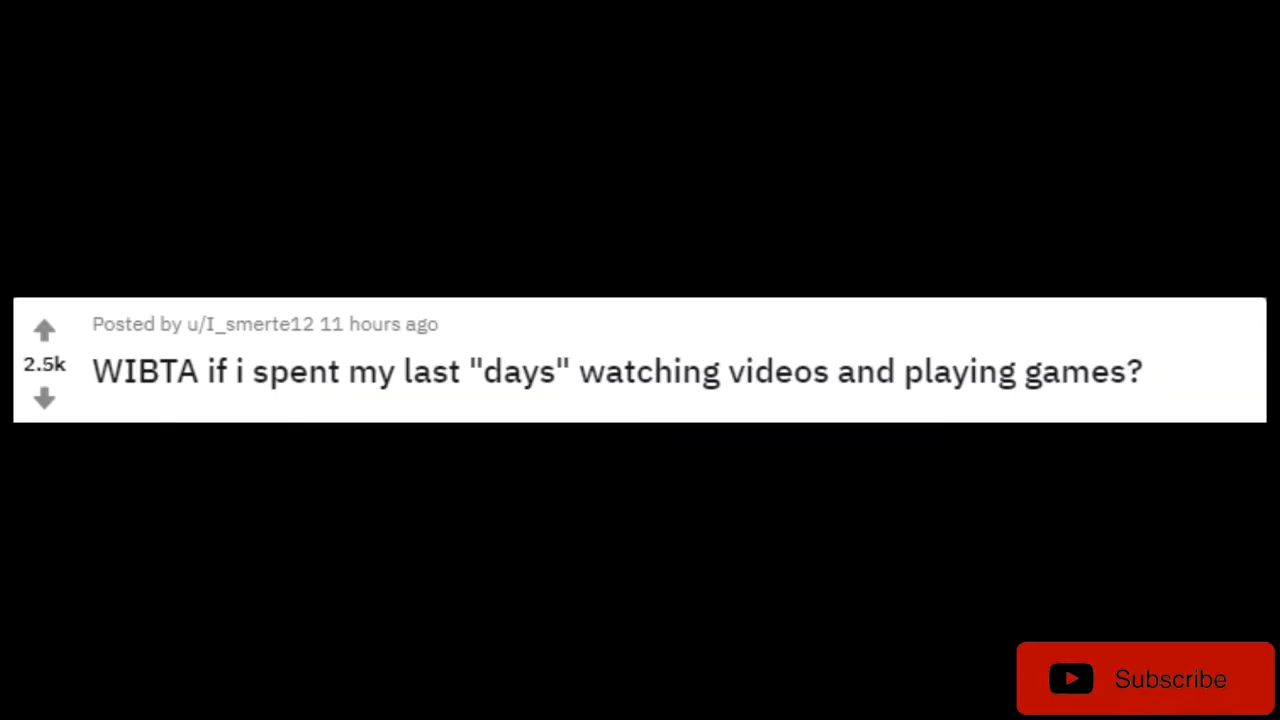 Posted by u/I_smerte12 11 hours ago
2.5k
WIBTA if i spent my last "days" watching videos and playing games?
Subscribe